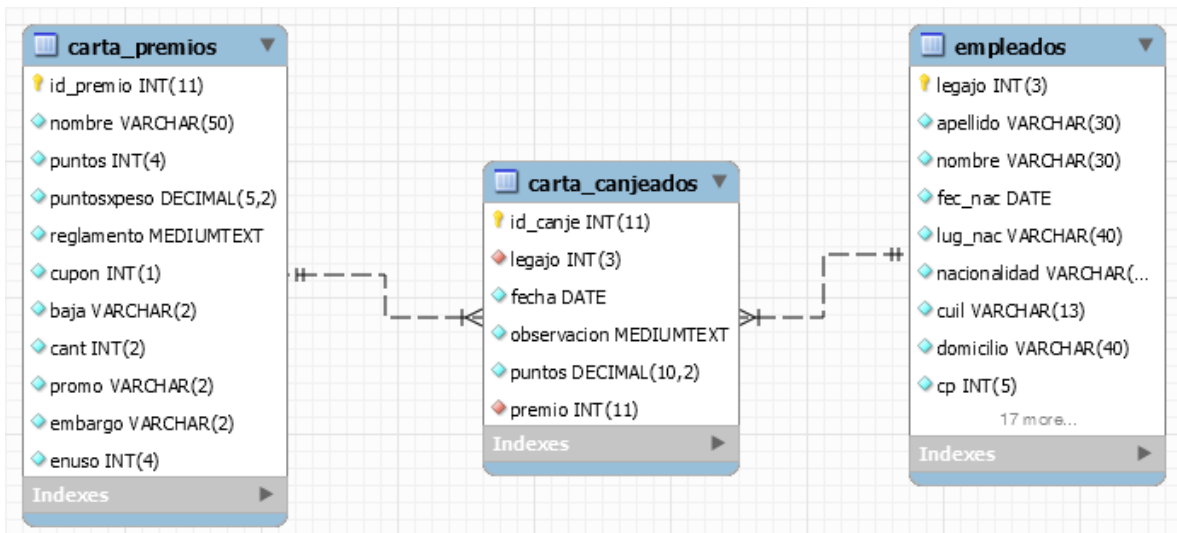 carta_premios
id_premio INT(11)
nombre VARCHAR(50)
puntos INT(4)
puntosxpeso DECIMAL(5,2)
reglamento MEDIUMTEXT
cupon INT(1)
baja VARCHAR(2)
cant INT(2)
promo VARCHAR(2)
embargo VARCHAR(2)
enuso INT(4)
Indexes
carta_canjeados
id_canje INT(11)
legajo INT(3)
fecha DATE
observacion MEDIUMTEXT
puntos DECIMAL(10,2)
premio INT(11)
Indexes
empleados
legajo INT(3)
apellido VARCHAR(30)
nombre VARCHAR(30)
fec_nac DATE
lug_nac VARCHAR(40)
nacionalidad VARCHAR(...
cuil VARCHAR(13)
domicilio VARCHAR(40)
cp INT(5)
17 more...
Indexes